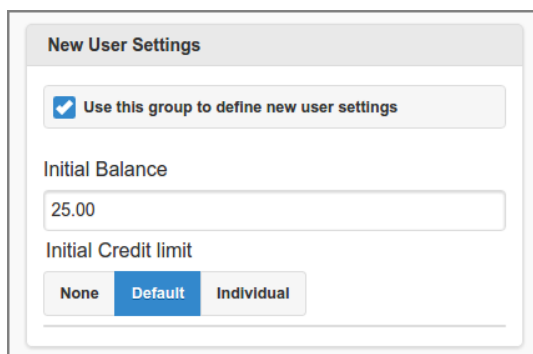 New User Settings
Use this group to define new user settings
Initial Balance
25.00
Initial Credit limit
None Default Individual